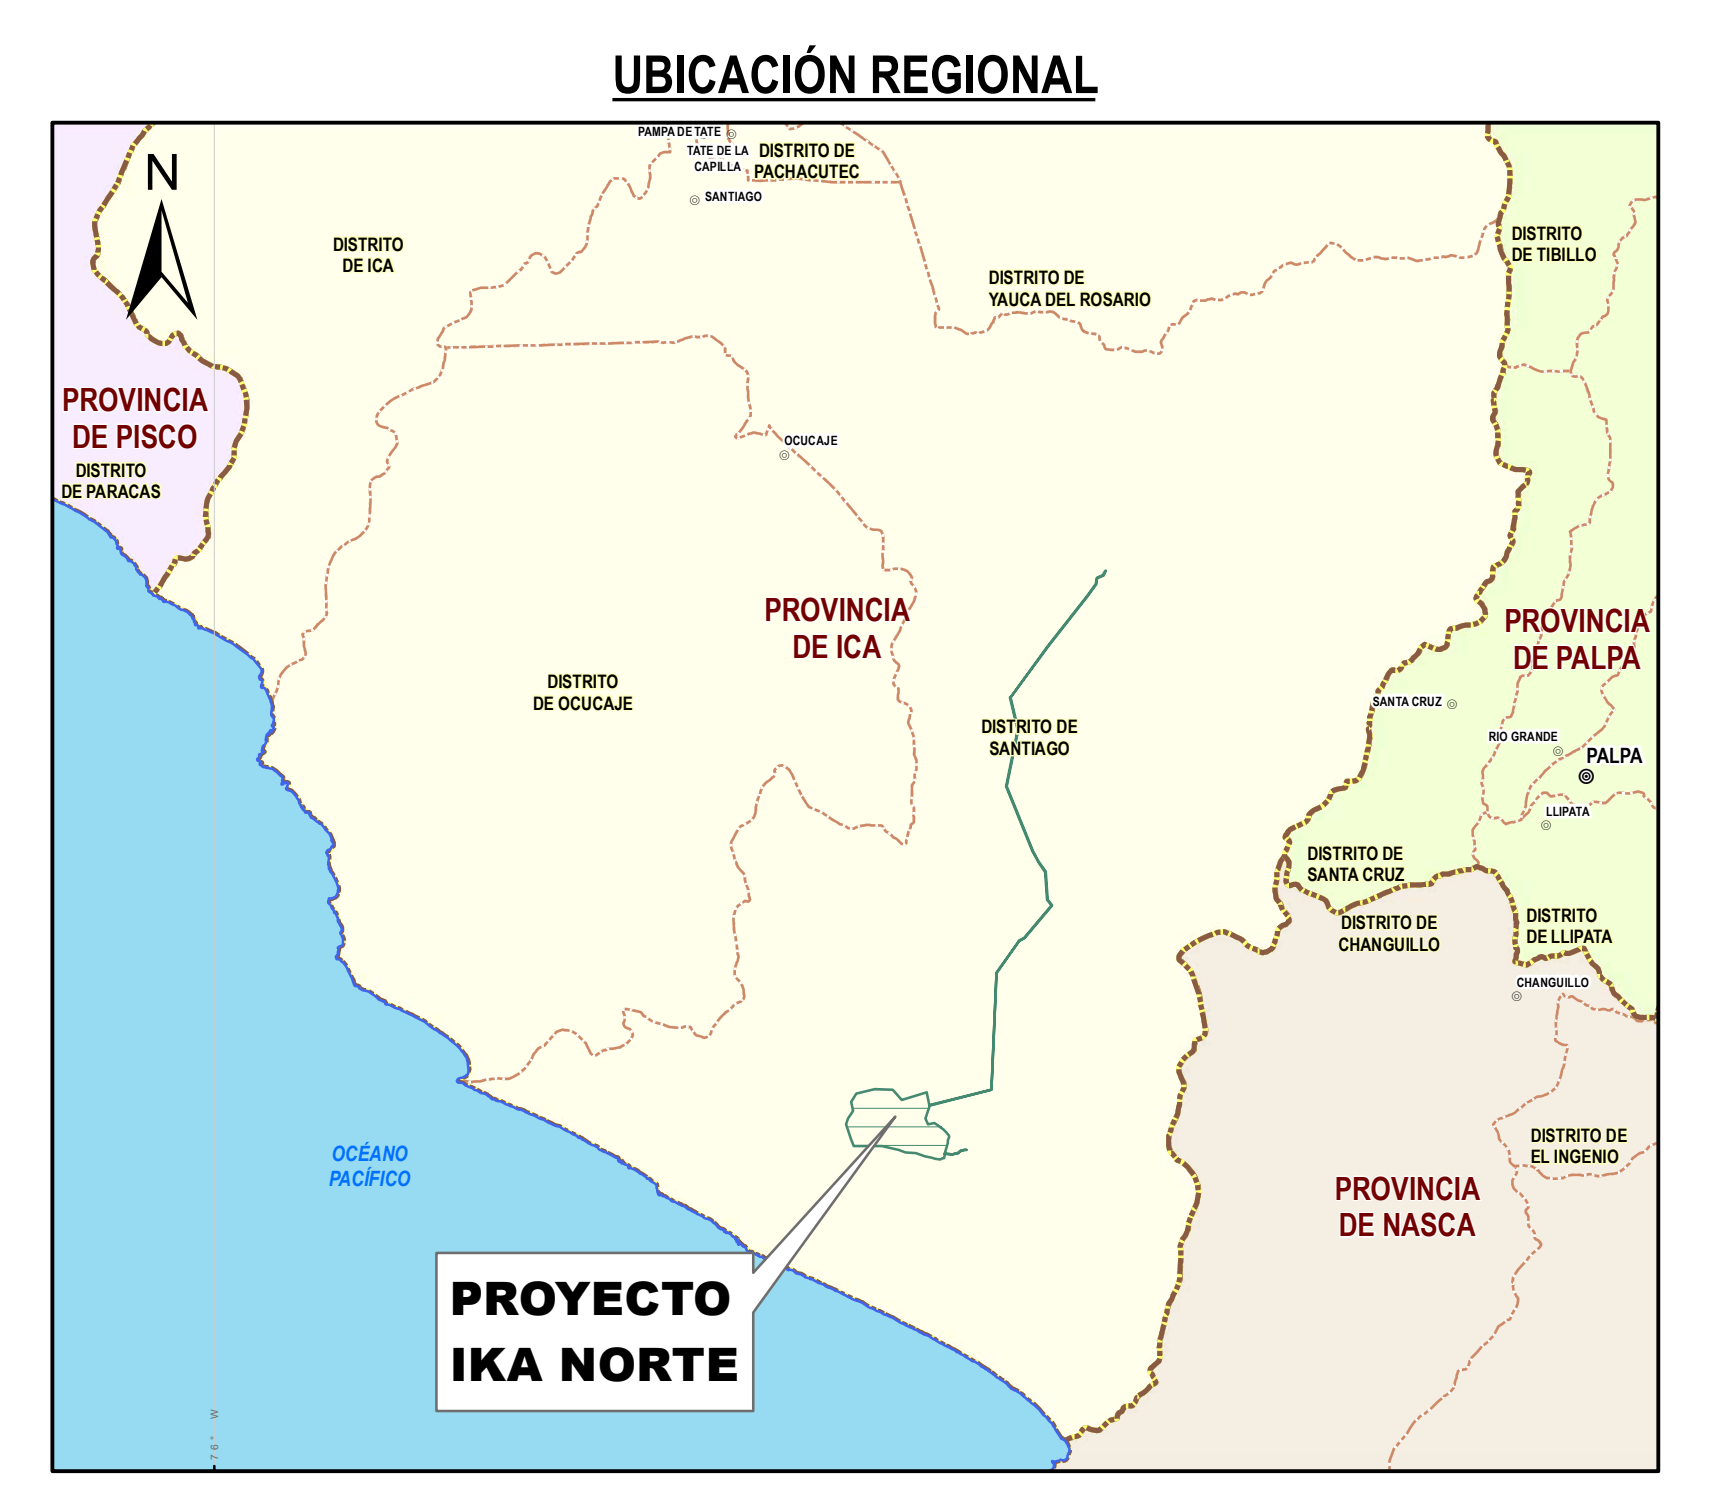 UBICACIÓN REGIONAL
PAMPA DE TATE
TATE DE LA
CAPILLA
DISTRITO DE
PACHACUTEC
SANTIAGO
N
DISTRITO
DE ICA
DISTRITO
DE TIBILLO
DISTRITO DE
YAUCA DEL ROSARIO
PROVINCIA
DE PISCO
DISTRITO
DE PARACAS
OCUCAJE
PROVINCIA
DE ICA
PROVINCIA
DE PALPA
DISTRITO
DE OCUCAJE
SANTA CRUZ
DISTRITO DE
SANTIAGO
RIO GRANDE
PALPA
LLIPATA
DISTRITO DE
SANTA CRUZ
DISTRITO DE
CHANGUILLO
DISTRITO
DE LLIPATA
CHANGUILLO
DISTRITO DE
EL INGENIO
OCÉANO
PACÍFICO
PROVINCIA
DE NASCA
PROYECTO
IKA NORTE
76° W